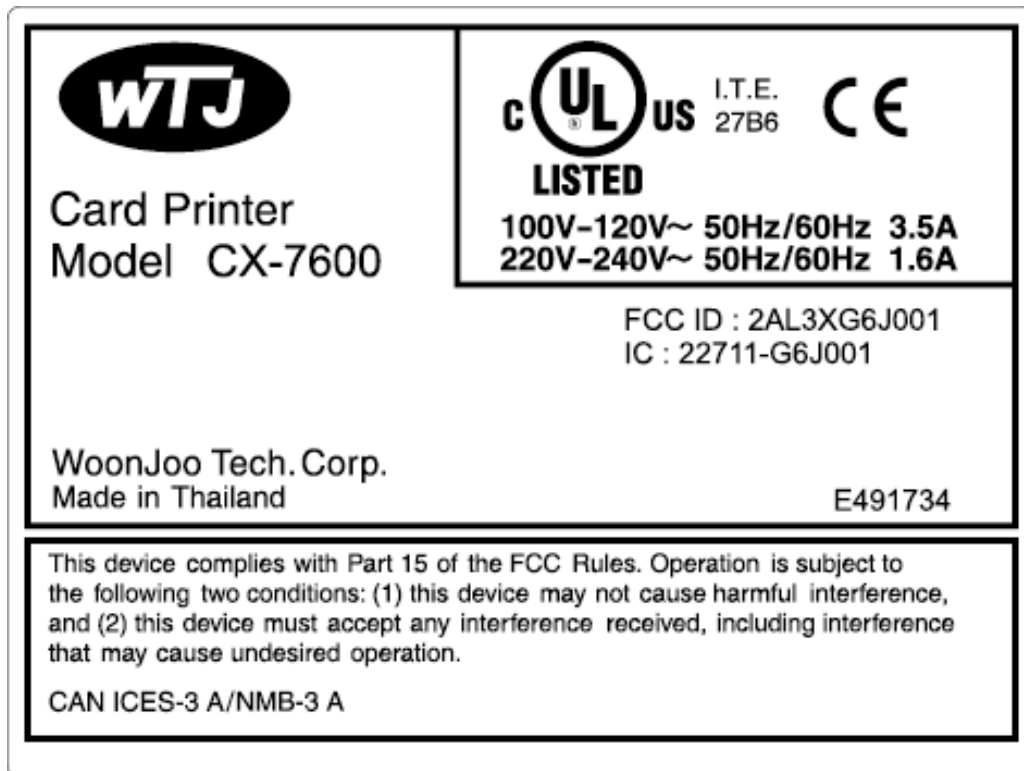 WTJ
Card Printer
Model CX-7600
C UL US
LISTED
I.T.E.
27B6
CE
100V-120V~ 50Hz/60Hz 3.5A
220V-240V~ 50Hz/60Hz 1.6A
FCC ID : 2AL3XG6J001
IC : 22711-G6J001
WoonJoo Tech. Corp.
Made in Thailand
E491734
This device complies with Part 15 of the FCC Rules. Operation is subject to
the following two conditions: (1) this device may not cause harmful interference,
and (2) this device must accept any interference received, including interference
that may cause undesired operation.
CAN ICES-3 A/NMB-3 A